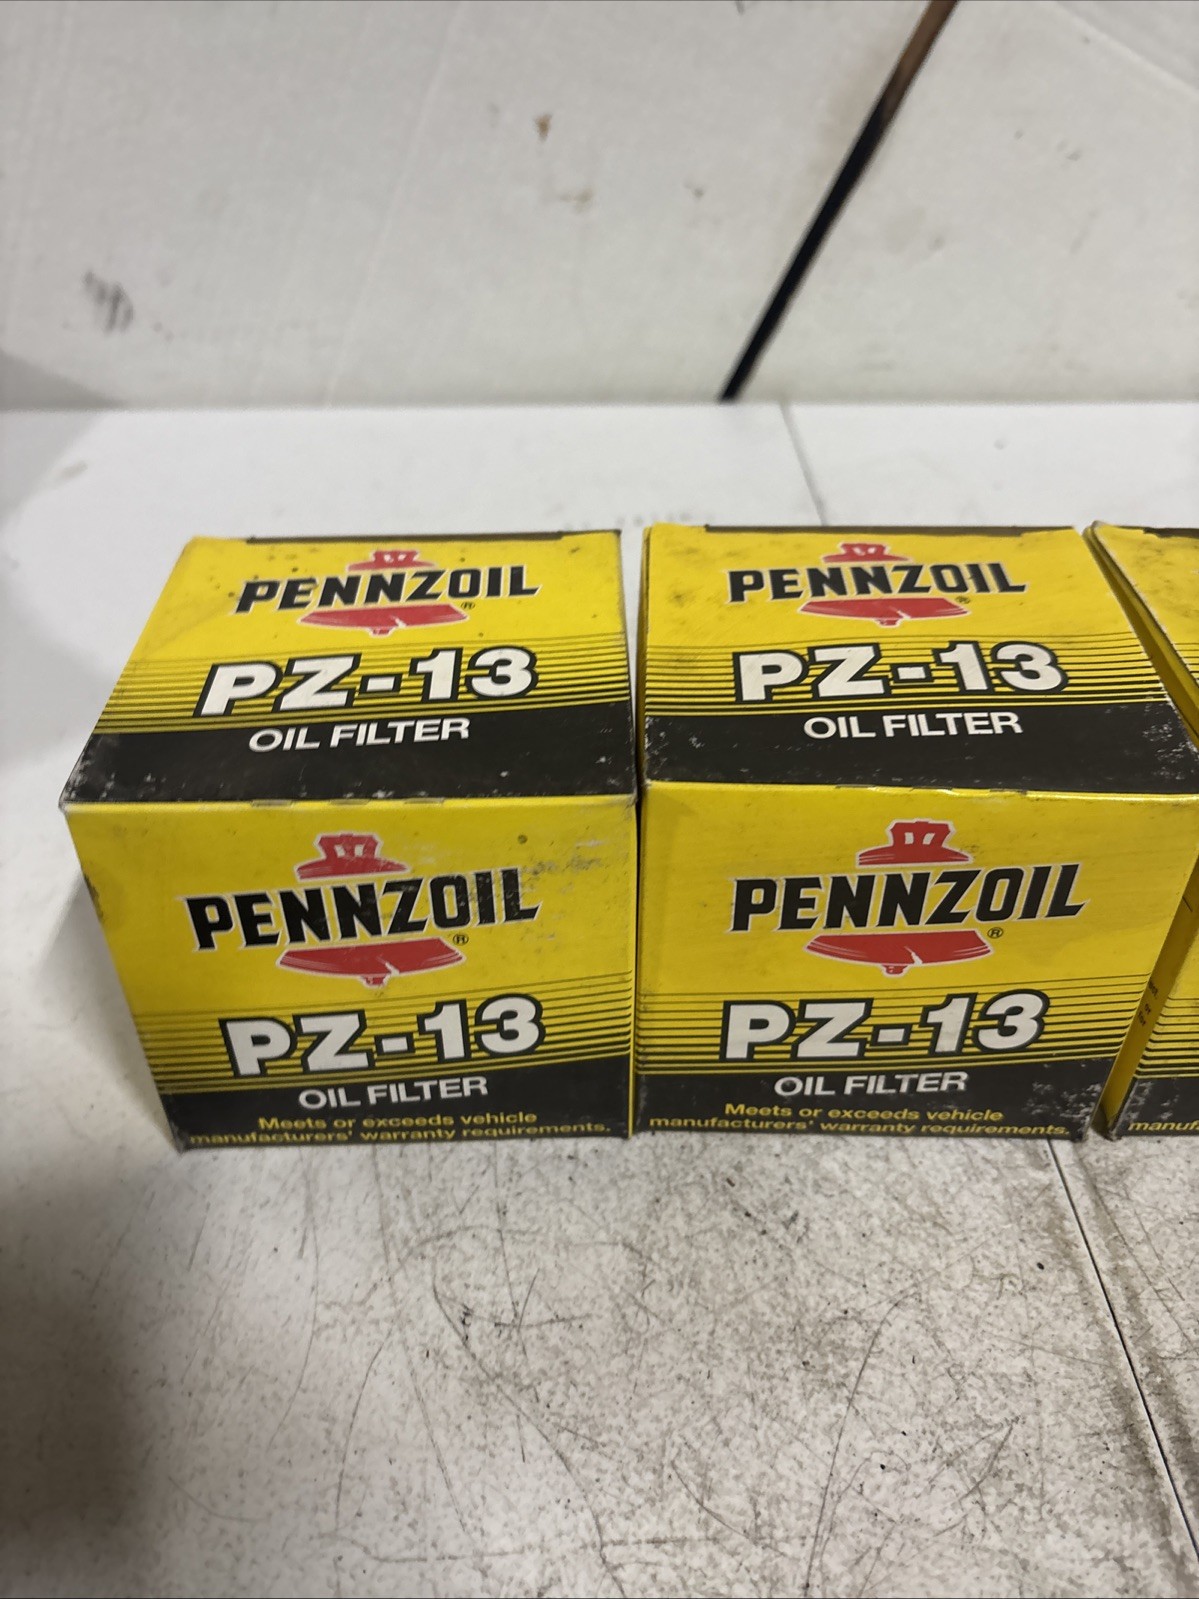 PENNZOIL®
PZ-13
OIL FILTER
PENNZOIL®
PZ-13
OIL FILTER
Meets or exceeds vehicle
manufacturers' warranty requirements.
PENNZOIL®
PZ-13
OIL FILTER
PENNZOIL®
PZ-13
OIL FILTER
Meets or exceeds vehicle
manufacturers' warranty requirements.